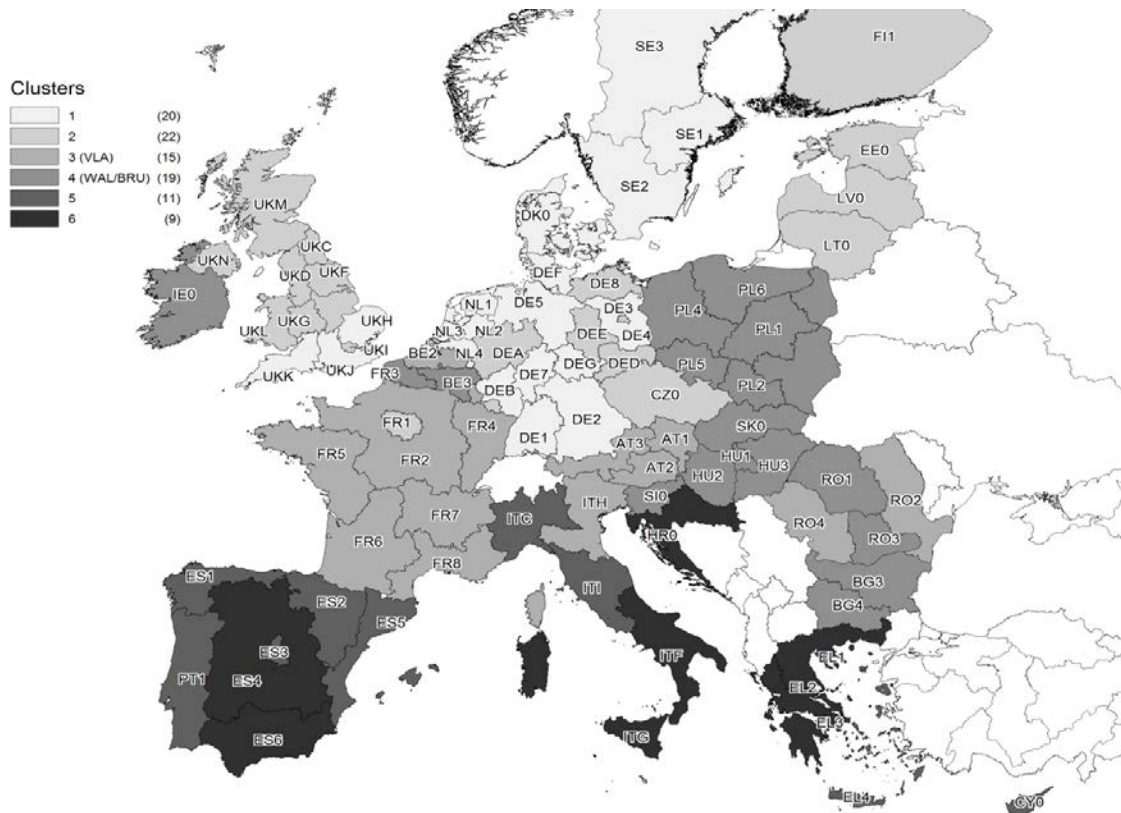 Clusters
1 (20)
2 (22)
3 (VLA) (15)
4 (WAL/BRU) (19)
5 (11)
6 (9)
SE3
FI1
SE1
EE0
SE2
LV0
UKM
DK0
LT0
UKC
UKN
DEF
UKD
UKF
DE8
PL6
IE0
NL1
DE5
DE3
PL4
UKL
UKG
UKH
NL3
NL2
DEE
PL1
UKI
BE2
NL4
DEA
DE4
UKK
UKJ
FR3
BE3
DE7
DEG
DED
PL5
PL2
DEB
CZ0
FR1
FR4
DE2
SK0
DE1
AT3
AT1
FR5
FR2
AT2
HU1
HU3
HU2
RO1
ITH
SI0
RO2
FR7
ITC
HR0
RO4
RO3
FR6
FR8
BG3
ES1
ES2
ITI
BG4
ES5
ES3
ITF
EL1
PT1
ES4
EL2
EL3
ES6
ITG
EL4
CY0